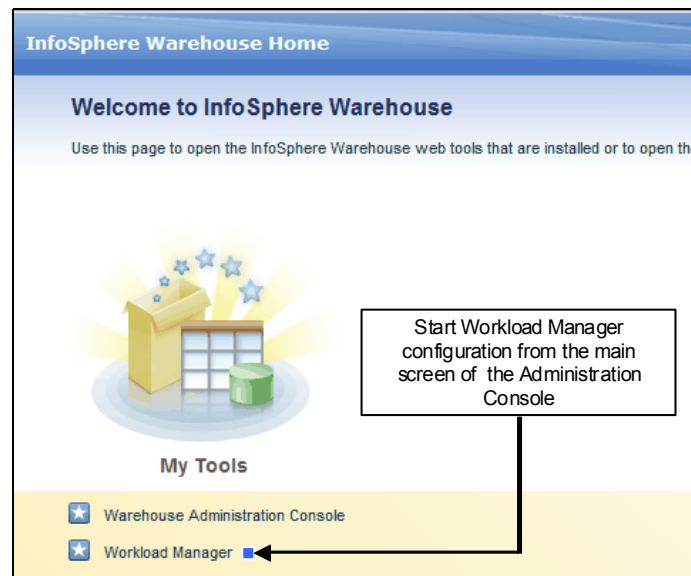 InfoSphere Warehouse Home
Welcome to InfoSphere Warehouse
Use this page to open the InfoSphere Warehouse web tools that are installed or to open th
Start Workload Manager
configuration from the main
screen of the Administration
Console
My Tools
Warehouse Administration Console
Workload Manager